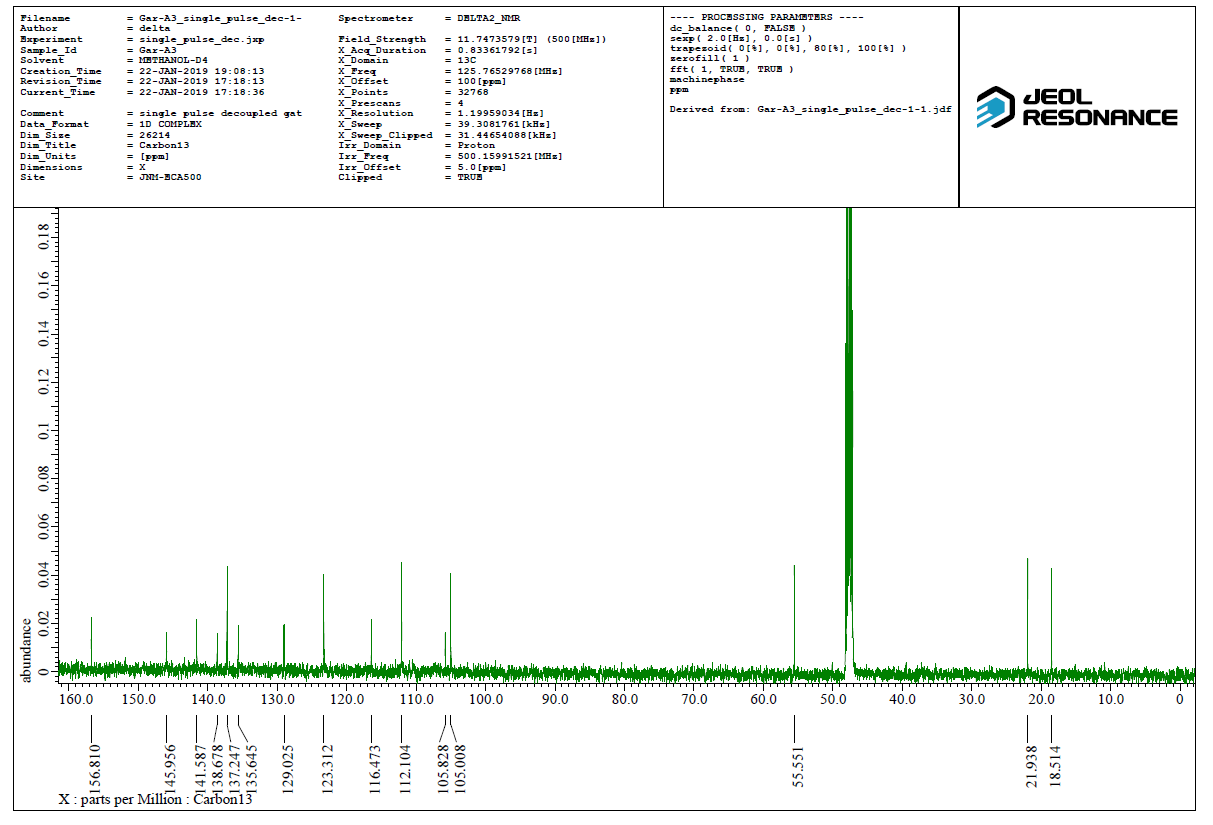 Filename = Gar-A3_single_pulse_dec-1-
Author = delta
Experiment = single_pulse_dec.jxp
Sample_Id = Gar-A3
Solvent = METHANOL-D4
Creation_Time = 22-JAN-2019 19:08:13
Revision_Time = 22-JAN-2019 17:18:13
Current_Time = 22-JAN-2019 17:18:36
Comment = single pulse decoupled gat
Data_Format = 1D COMPLEX
Dim_Size = 26214
Dim_Title = Carbon13
Dim_Units = [ppm]
Dimensions = X
Site = JNM-ECA500
Spectrometer = DELTA2_NMR
Field_Strength = 11.7473579[T] (500[MHz])
X_Acq_Duration = 0.83361792[s]
X_Domain = 13C
X_Freq = 125.76529768[MHz]
X_Offset = 100[ppm]
X_Points = 32768
X_Prescans = 4
X_Resolution = 1.19959034[Hz]
X_Sweep = 39.3081761[kHz]
X_Sweep_Clipped = 31.44654088[kHz]
Irr_Domain = Proton
Irr_Freq = 500.15991521[MHz]
Irr_Offset = 5.0[ppm]
Clipped = TRUE
---- PROCESSING PARAMETERS ----
dc_balance( 0, FALSE )
sexp( 2.0[Hz], 0.0[s] )
trapezoid( 0[%], 0[%], 80[%], 100[%] )
zerofill( 1 )
fft( 1, TRUE, TRUE )
machinephase
ppm
Derived from: Gar-A3_single_pulse_dec-1-1.jdf
JEOL
RESONANCE
abundance
0.18
0.16
0.14
0.12
0.1
0.08
0.06
0.04
0.02
0
160.0 150.0 140.0 130.0 120.0 110.0 100.0 90.0 80.0 70.0 60.0 50.0 40.0 30.0 20.0 10.0 0
156.810
145.956
141.587
138.678
137.247
135.645
129.025
123.312
116.473
112.104
105.828
105.008
55.551
21.938
18.514
X : parts per Million : Carbon13